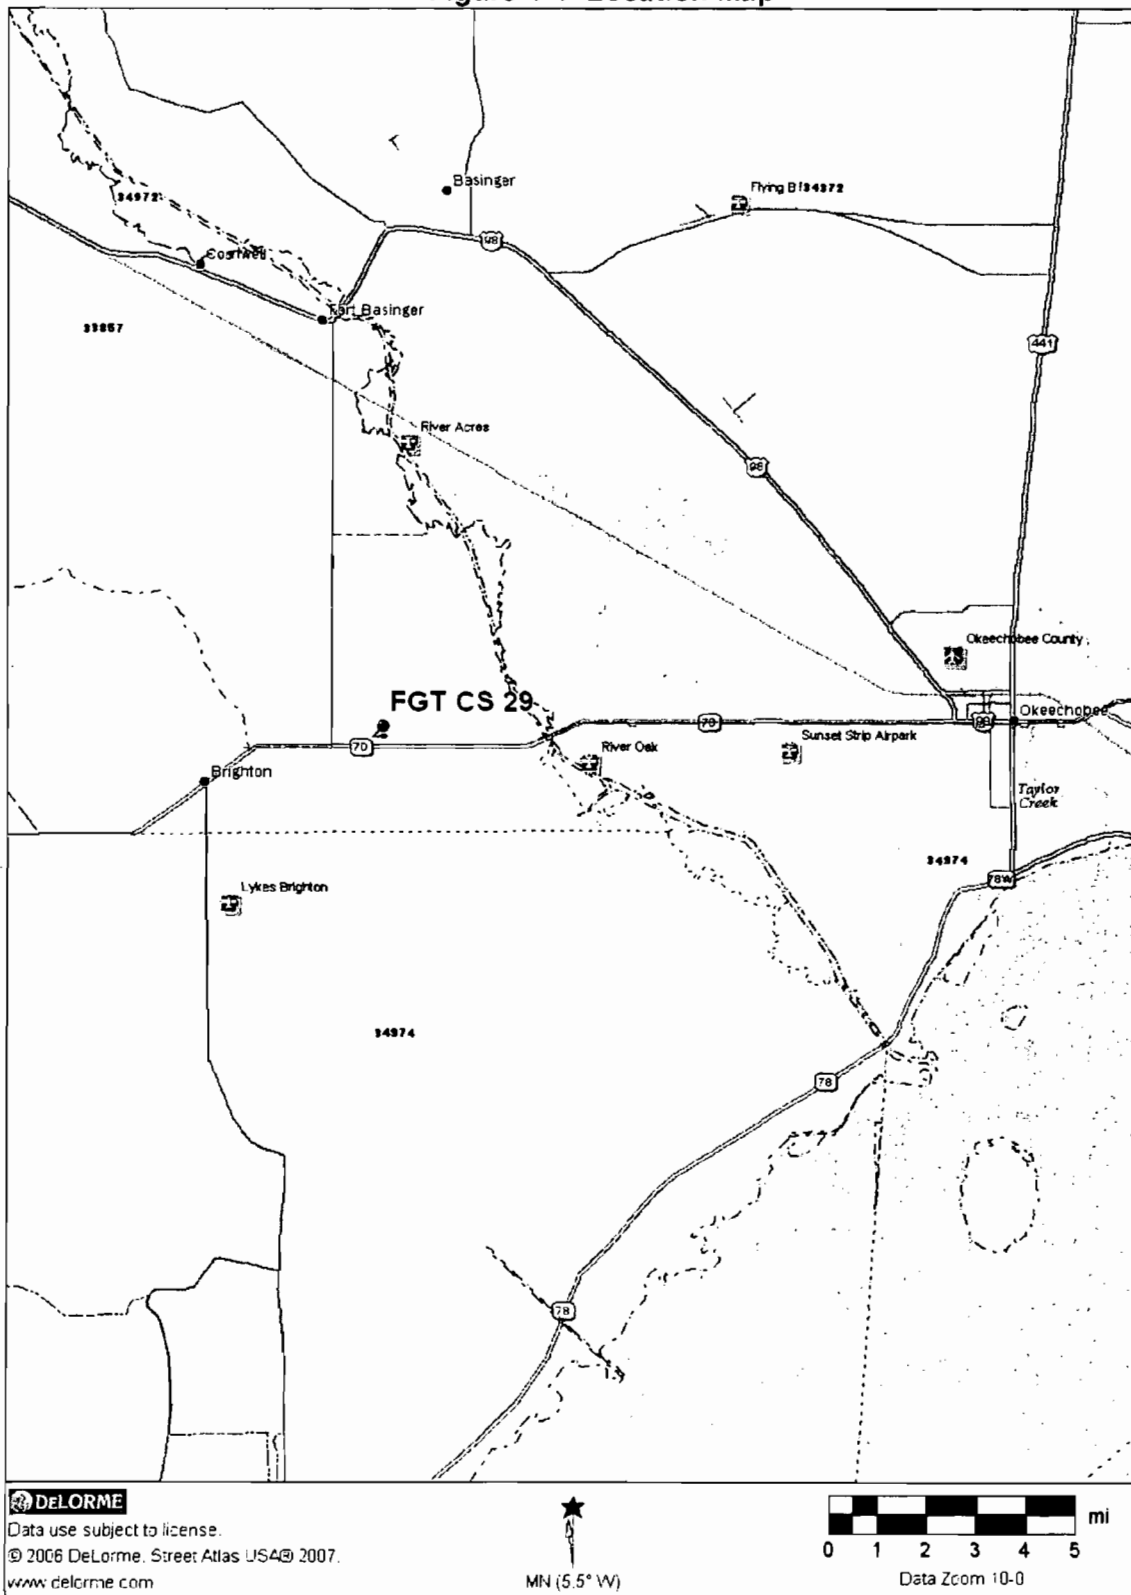 Basinger
Flying B
34972
34972
98
Cornwell
Fort Basinger
33857
441
River Acres
98
Okeechobee County
FGT CS 29
70
70
98
Okeechobee
River Oak
Sunset Strip Airpark
Brighton
Taylor
Creek
34974
78W
Lykes Brighton
34974
78
78
DELORME
Data use subject to license.
© 2006 DeLorme. Street Atlas USA® 2007.
www.delorme.com
MN (5.5° W)
mi
0 1 2 3 4 5
Data Zoom 10-0